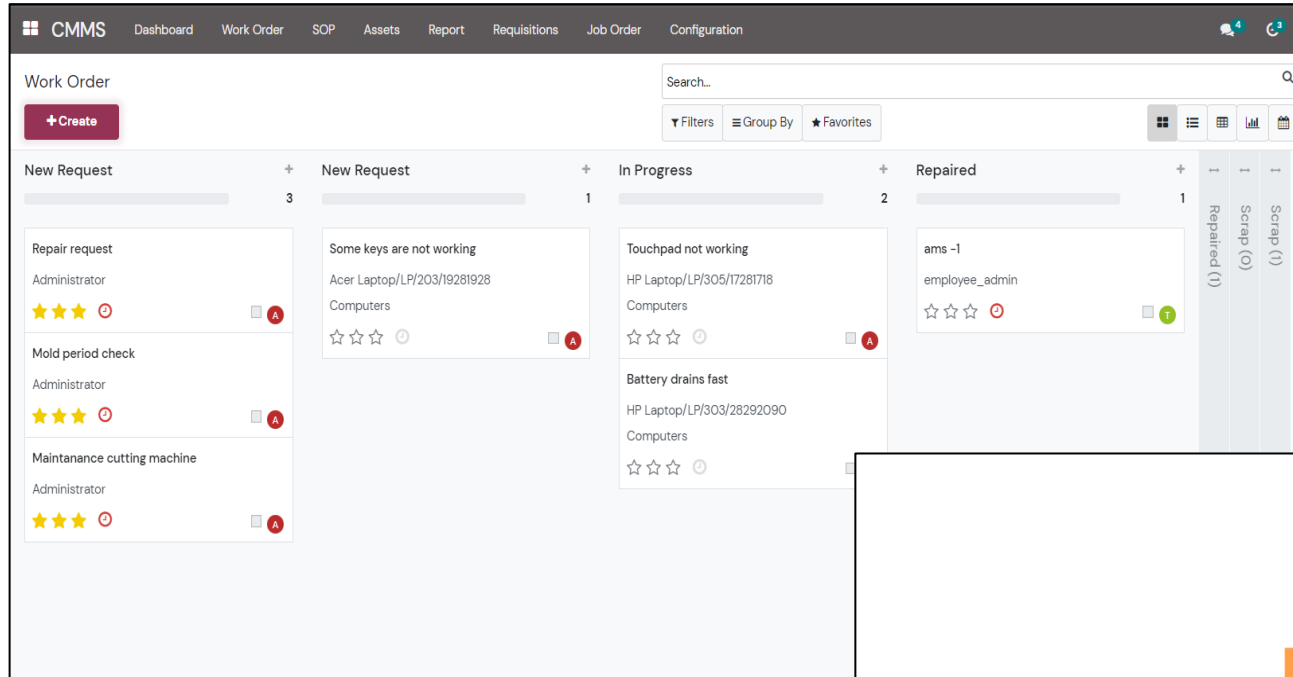 CMMS Dashboard Work Order SOP Assets Report Requisitions Job Order Configuration 4 3
Work Order
Search...
+Create
Filters Group By Favorites
New Request
3
Repair request
Administrator
A
Mold period check
Administrator
A
Maintanance cutting machine
Administrator
A
New Request
1
Some keys are not working
Acer Laptop/LP/203/19281928
Computers
A
In Progress
2
Touchpad not working
HP Laptop/LP/305/17281718
Computers
A
Battery drains fast
HP Laptop/LP/303/28292090
Computers
Repaired
1
ams -1
employee_admin
T
Repaired (1)
Scrap (0)
Scrap (1)